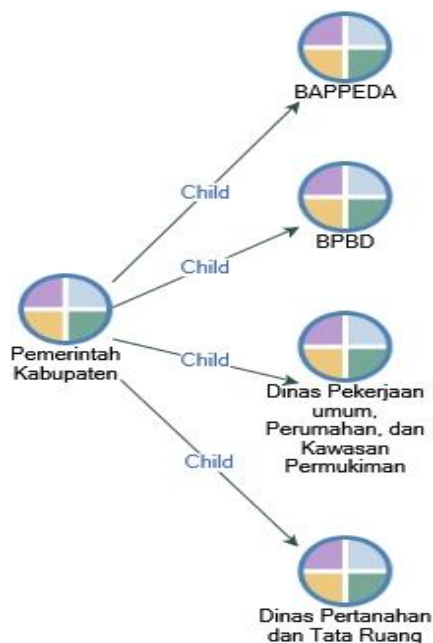 BAPPEDA
Child
BPBD
Child
Pemerintah
Kabupaten
Child
Dinas Pekerjaan
umum,
Perumahan, dan
Kawasan
Permukiman
Child
Dinas Pertanahan
dan Tata Ruang